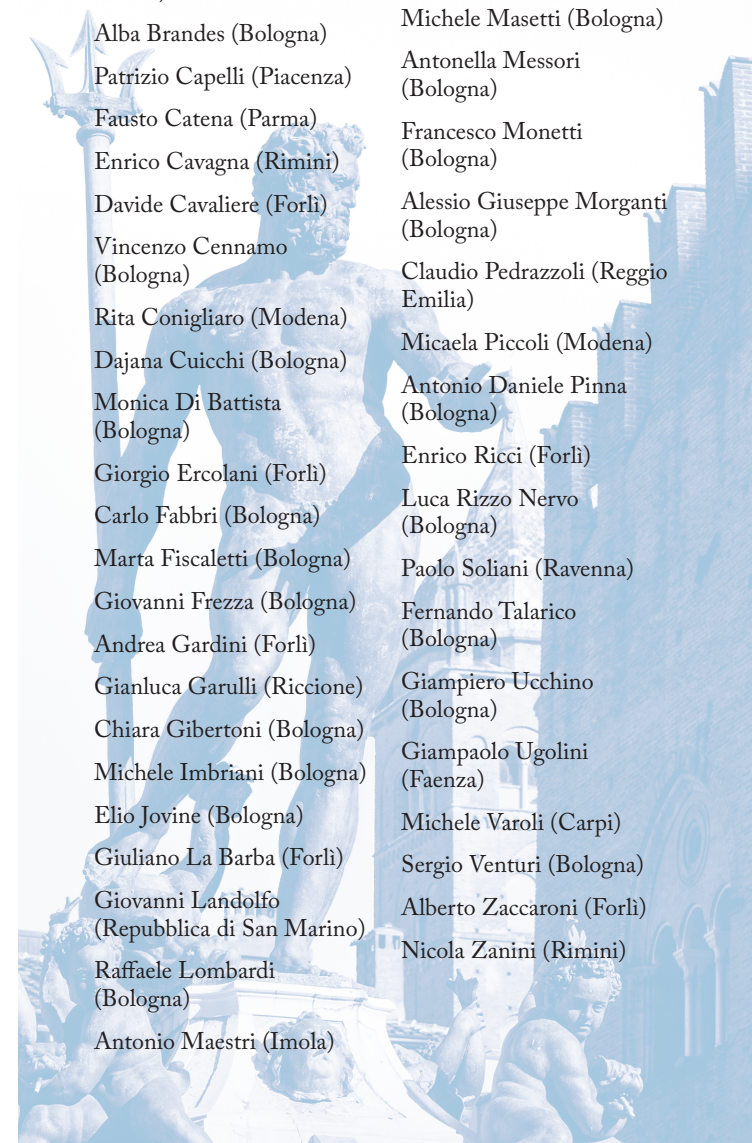 Alba Brandes (Bologna)
Patrizio Capelli (Piacenza)
Fausto Catena (Parma)
Enrico Cavagna (Rimini)
Davide Cavaliere (Forlì)
Vincenzo Cennamo
(Bologna)
Rita Conigliaro (Modena)
Dajana Cuicchi (Bologna)
Monica Di Battista
(Bologna)
Giorgio Ercolani (Forlì)
Carlo Fabbri (Bologna)
Marta Fiscaletti (Bologna)
Giovanni Frezza (Bologna)
Andrea Gardini (Forlì)
Gianluca Garulli (Riccione)
Chiara Gibertoni (Bologna)
Michele Imbriani (Bologna)
Elio Jovine (Bologna)
Giuliano La Barba (Forlì)
Giovanni Landolfo
(Repubblica di San Marino)
Raffaele Lombardi
(Bologna)
Antonio Maestri (Imola)
Michele Masetti (Bologna)
Antonella Messori
(Bologna)
Francesco Monetti
(Bologna)
Alessio Giuseppe Morganti
(Bologna)
Claudio Pedrazzoli (Reggio
Emilia)
Micaela Piccoli (Modena)
Antonio Daniele Pinna
(Bologna)
Enrico Ricci (Forlì)
Luca Rizzo Nervo
(Bologna)
Paolo Soliani (Ravenna)
Fernando Talarico
(Bologna)
Giampiero Ucchino
(Bologna)
Giampaolo Ugolini
(Faenza)
Michele Varoli (Carpi)
Sergio Venturi (Bologna)
Alberto Zaccaroni (Forlì)
Nicola Zanini (Rimini)